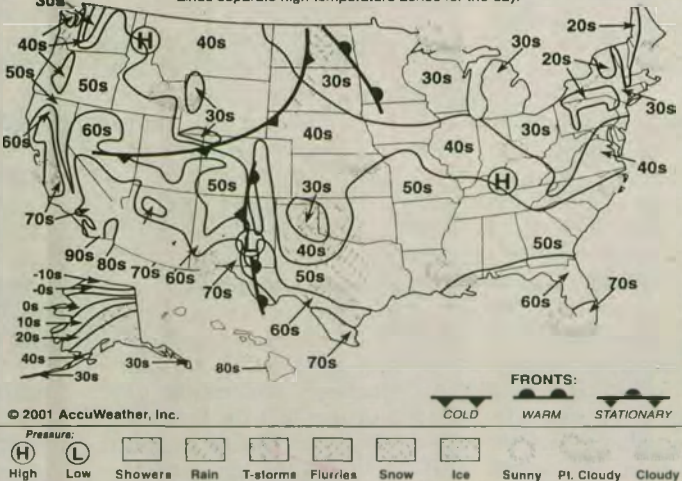 Lines separate high temperature zones for the day.
30s
40s
50s
50s
60s
60s
70s
90s
80s
70s
60s
H
40s
30s
50s
30s
40s
30s
30s
30s
20s
20s
30s
40s
30s
40s
50s
H
50s
40s
50s
L
70s
60s
70s
60s
70s
-10s
-0s
0s
10s
20s
40s
30s
30s
80s
© 2001 AccuWeather, Inc.
FRONTS:
COLD WARM STATIONARY
Pressure:
H L
High Low Showers Rain T-storms Flurries Snow Ice Sunny Pt. Cloudy Cloudy